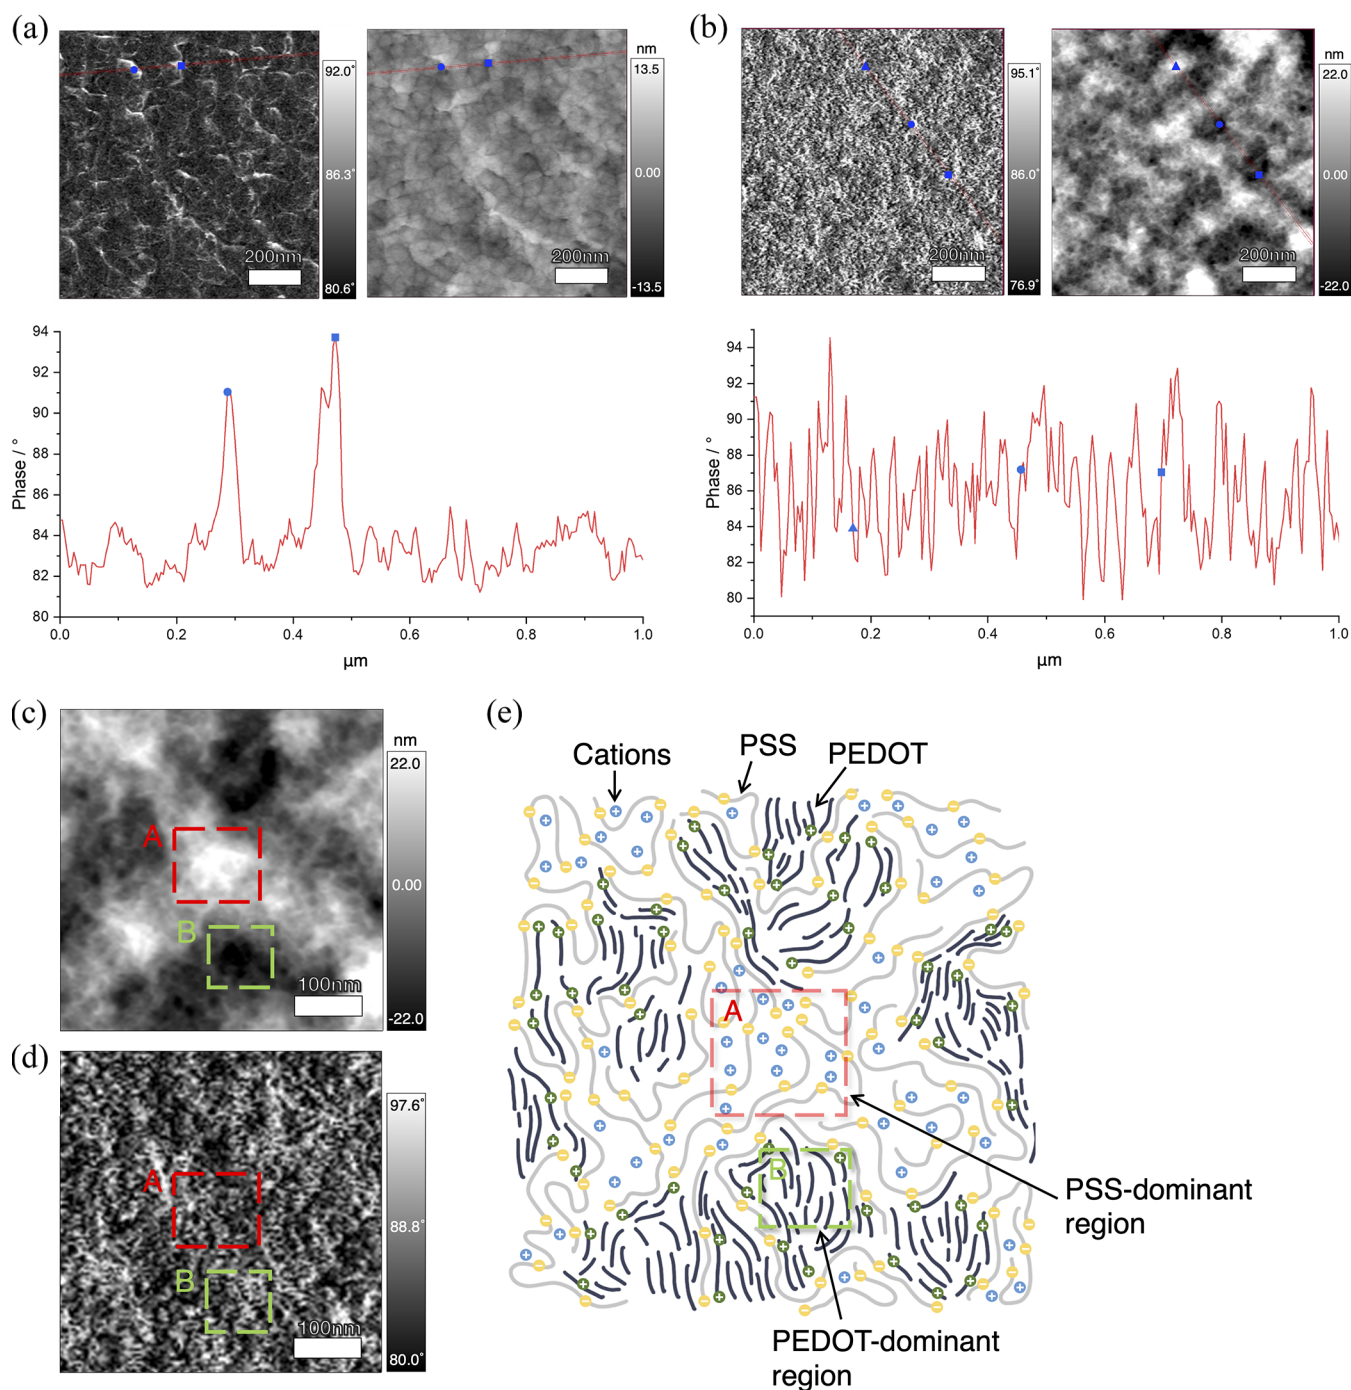 (a)
92.0°
86.3°
80.6°
200nm
nm
13.5
0.00
-13.5
200nm
(b)
95.1°
86.0°
76.9°
200nm
nm
22.0
0.00
-22.0
200nm
94
92
90
88
86
84
82
80
Phase / °
0.0
0.2
0.4
0.6
0.8
1.0
μm
94
92
90
88
86
84
82
80
Phase / °
0.0
0.2
0.4
0.6
0.8
1.0
μm
(c)
A
B
100nm
nm
22.0
0.00
-22.0
(d)
A
B
100nm
97.6°
88.8°
80.0°
(e)
Cations
PSS
PEDOT
A
B
PSS-dominant
region
PEDOT-dominant
region